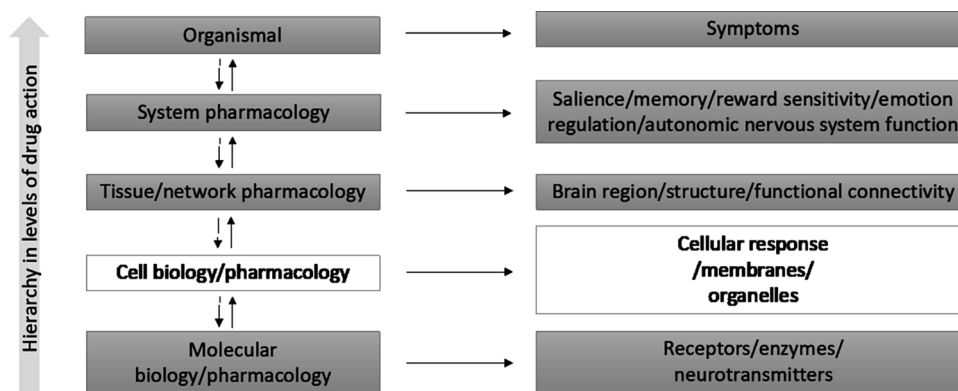 Hierarchy in levels of drug action
Organismal
Symptoms
System pharmacology
Salience/memory/reward sensitivity/emotion
regulation/autonomic nervous system function
Tissue/network pharmacology
Brain region/structure/functional connectivity
Cell biology/pharmacology
Cellular response
/membranes/
organelles
Molecular
biology/pharmacology
Receptors/enzymes/
neurotransmitters